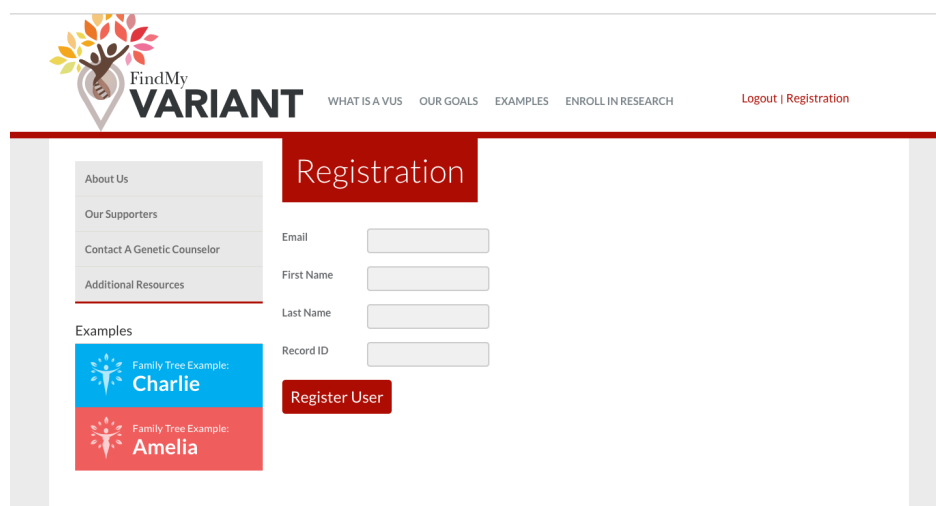 FindMy
VARIANT
WHAT IS A VUS OUR GOALS EXAMPLES ENROLL IN RESEARCH
Logout | Registration
About Us
Our Supporters
Contact A Genetic Counselor
Additional Resources
Examples
Family Tree Example:
Charlie
Family Tree Example:
Amelia
Registration
Email
First Name
Last Name
Record ID
Register User